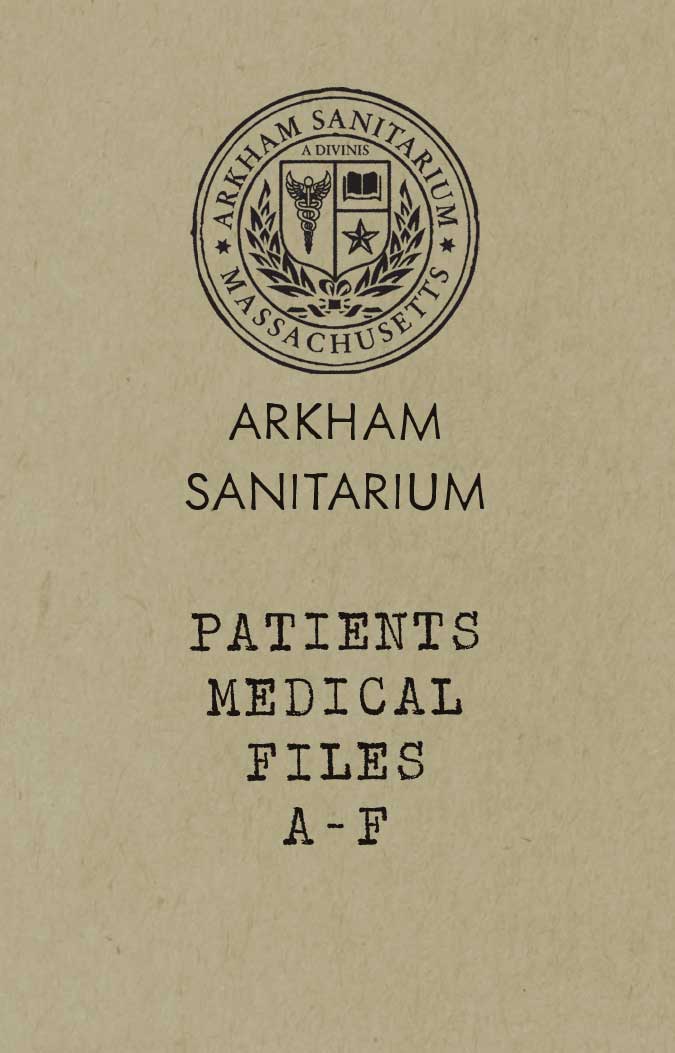 ARKHAM SANITARIUM
A DIVINIS
MASSACHUSETTS
ARKHAM
SANITARIUM
PATIENTS
MEDICAL
FILES
A-F